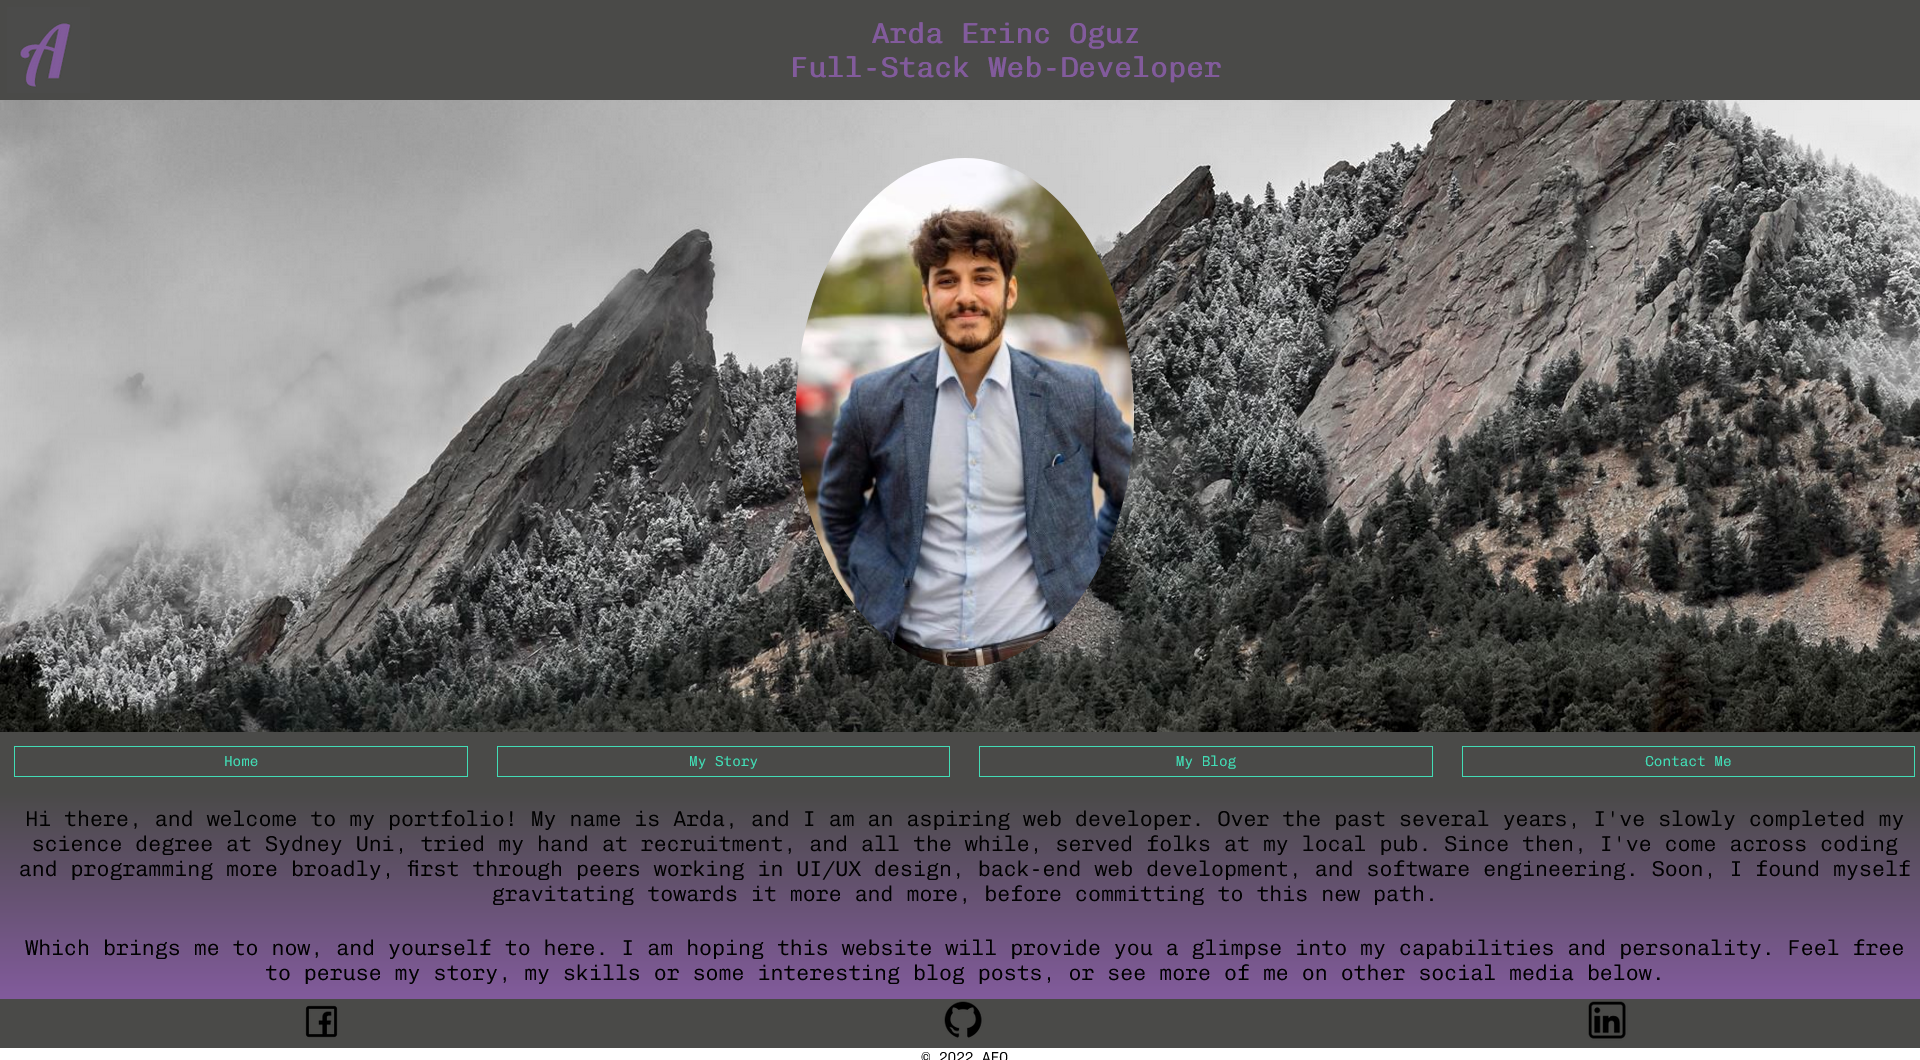 A
Arda Erinc Oguz
Full-Stack Web-Developer
Home
My Story
My Blog
Contact Me
Hi there, and welcome to my portfolio! My name is Arda, and I am an aspiring web developer. Over the past several years, I've slowly completed my
science degree at Sydney Uni, tried my hand at recruitment, and all the while, served folks at my local pub. Since then, I've come across coding
and programming more broadly, first through peers working in UI/UX design, back-end web development, and software engineering. Soon, I found myself
gravitating towards it more and more, before committing to this new path.
Which brings me to now, and yourself to here. I am hoping this website will provide you a glimpse into my capabilities and personality. Feel free
to peruse my story, my skills or some interesting blog posts, or see more of me on other social media below.
in
© 2022 AEO